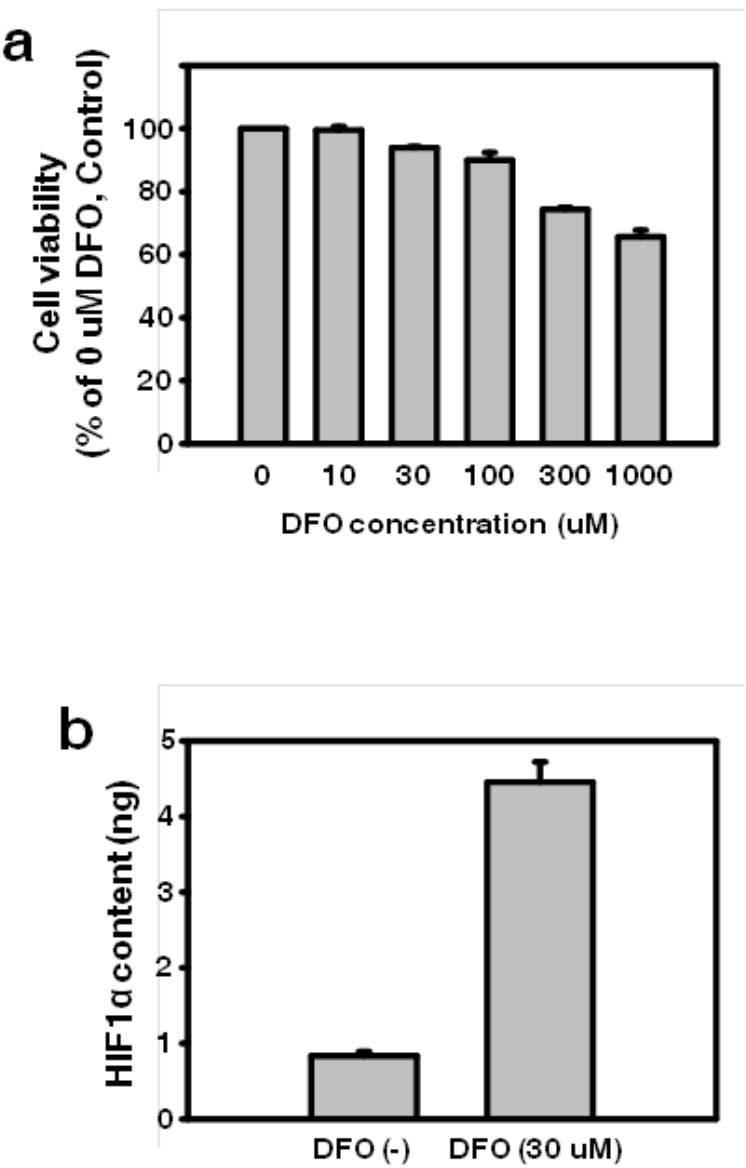 a
Cell viability
(% of 0 uM DFO, Control)
100
80
60
40
20
0
0 10 30 100 300 1000
DFO concentration (uM)
b
HIF1α content (ng)
5
4
3
2
1
0
DFO (-) DFO (30 uM)